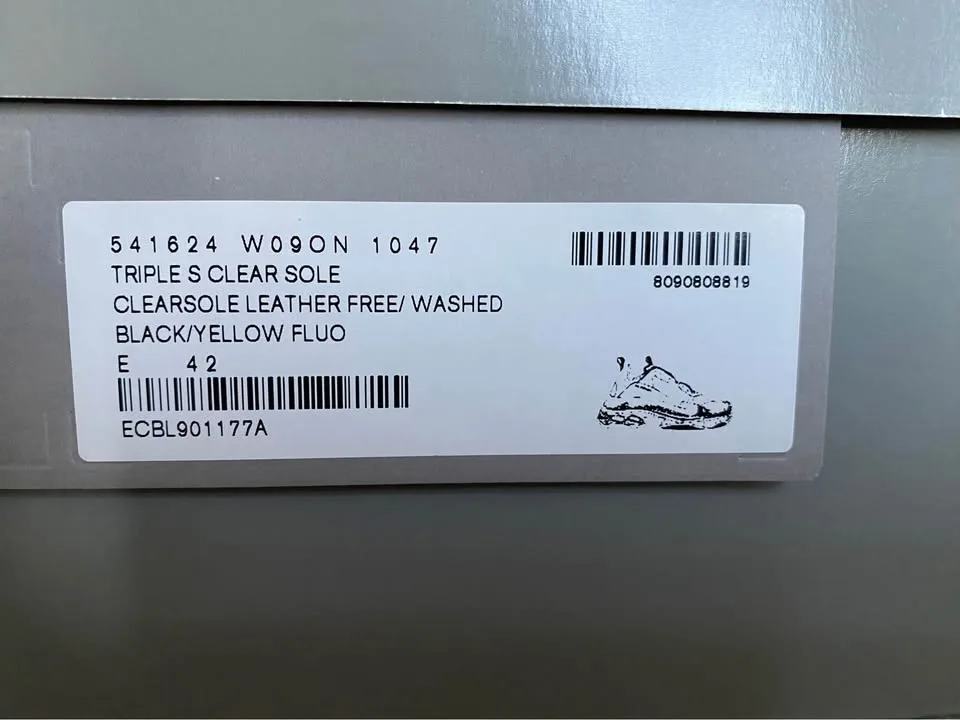 541624 W09ON 1047
TRIPLE S CLEAR SOLE
CLEARSOLE LEATHER FREE/ WASHED
BLACK/YELLOW FLUO
E 42
ECBL901177A
8090808819